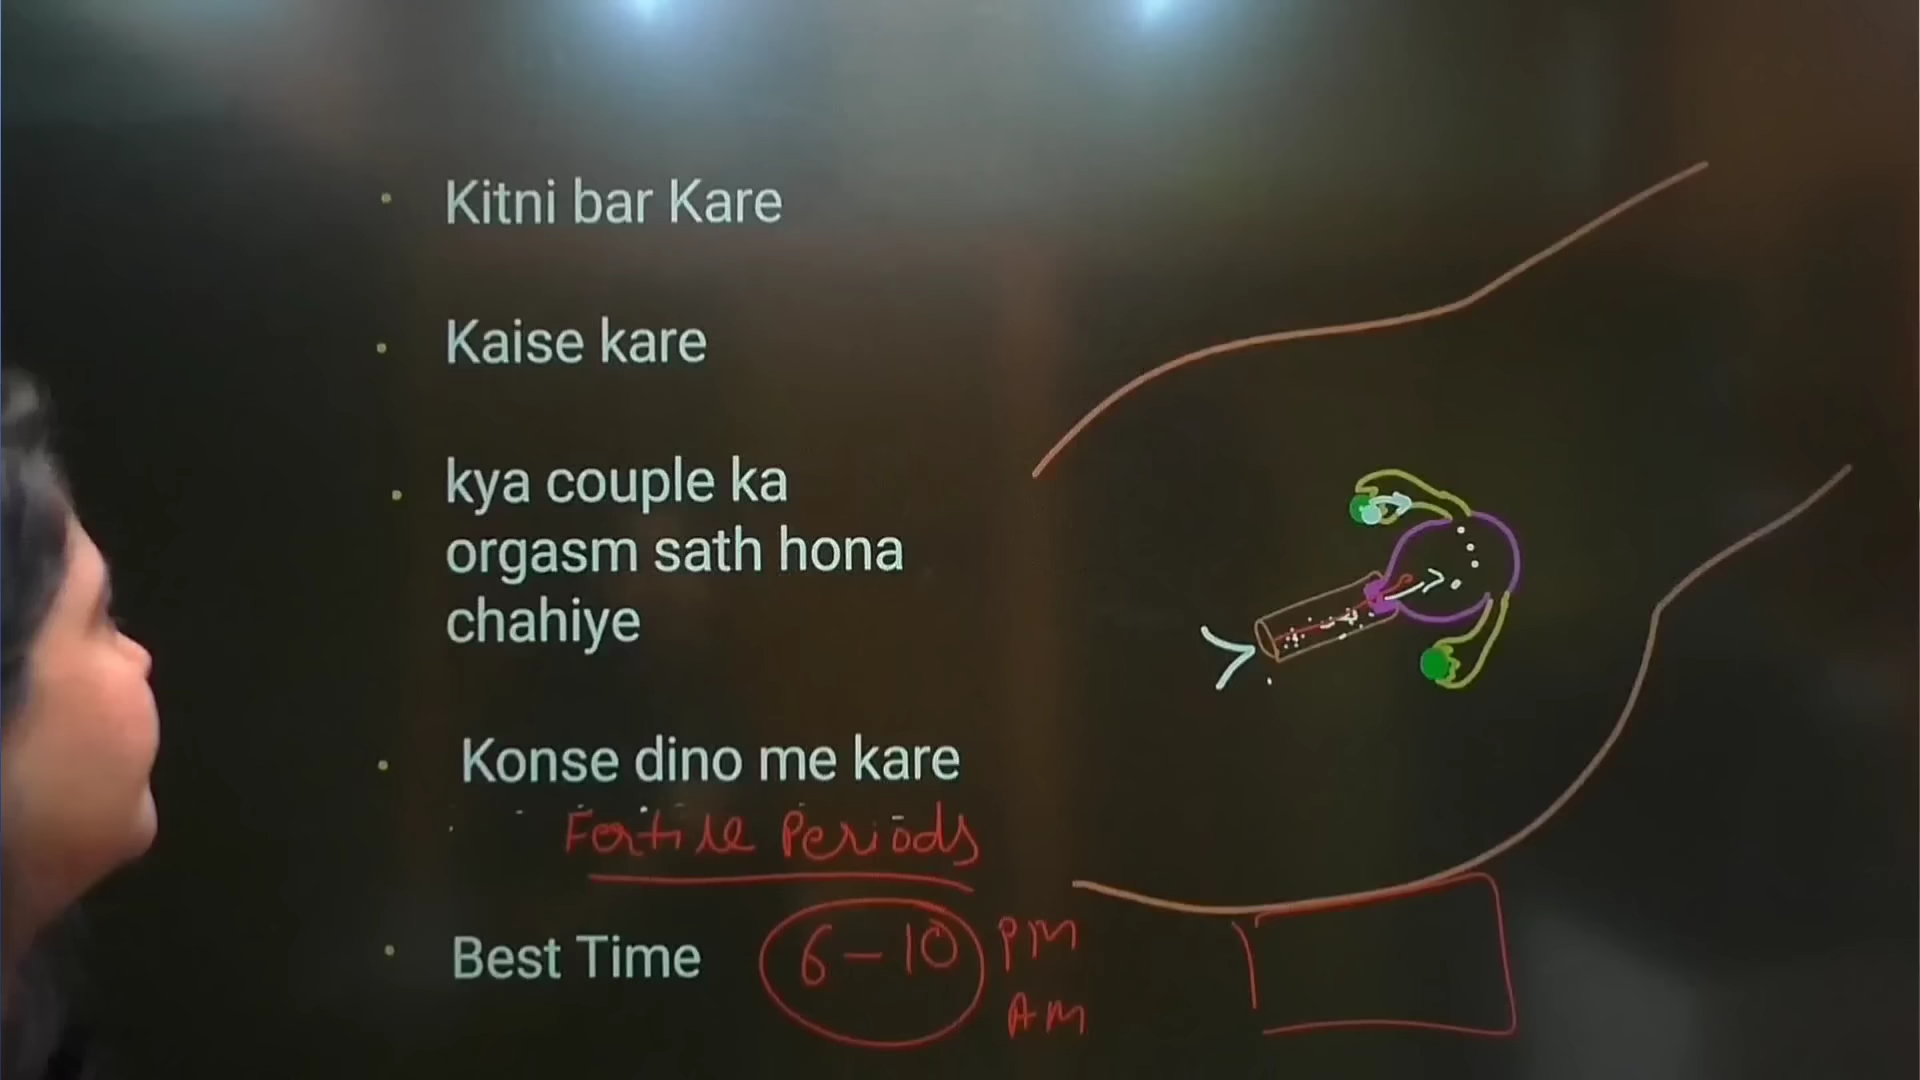 Kitni bar Kare
Kaise kare
kya couple ka
orgasm sath hona
chahiye
Konse dino me kare
Fertile Periods
Best Time 6-10 PM
AM